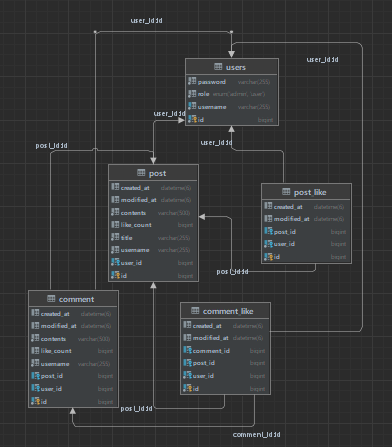 user_id:id
user_id:id
users
password varchar(255)
role enum('admin', 'user')
username varchar(255)
id bigint
user_id:id
user_id:id
post_id:id
post
created_at datetime(6)
modified_at datetime(6)
contents varchar(500)
like_count bigint
title varchar(255)
username varchar(255)
user_id bigint
id bigint
post_like
created_at datetime(6)
modified_at datetime(6)
post_id bigint
user_id bigint
id bigint
post_id:id
comment
created_at datetime(6)
modified_at datetime(6)
contents varchar(500)
like_count bigint
username varchar(255)
post_id bigint
user_id bigint
id bigint
comment_like
created_at datetime(6)
modified_at datetime(6)
comment_id bigint
post_id bigint
user_id bigint
id bigint
post_id:id
comment_id:id